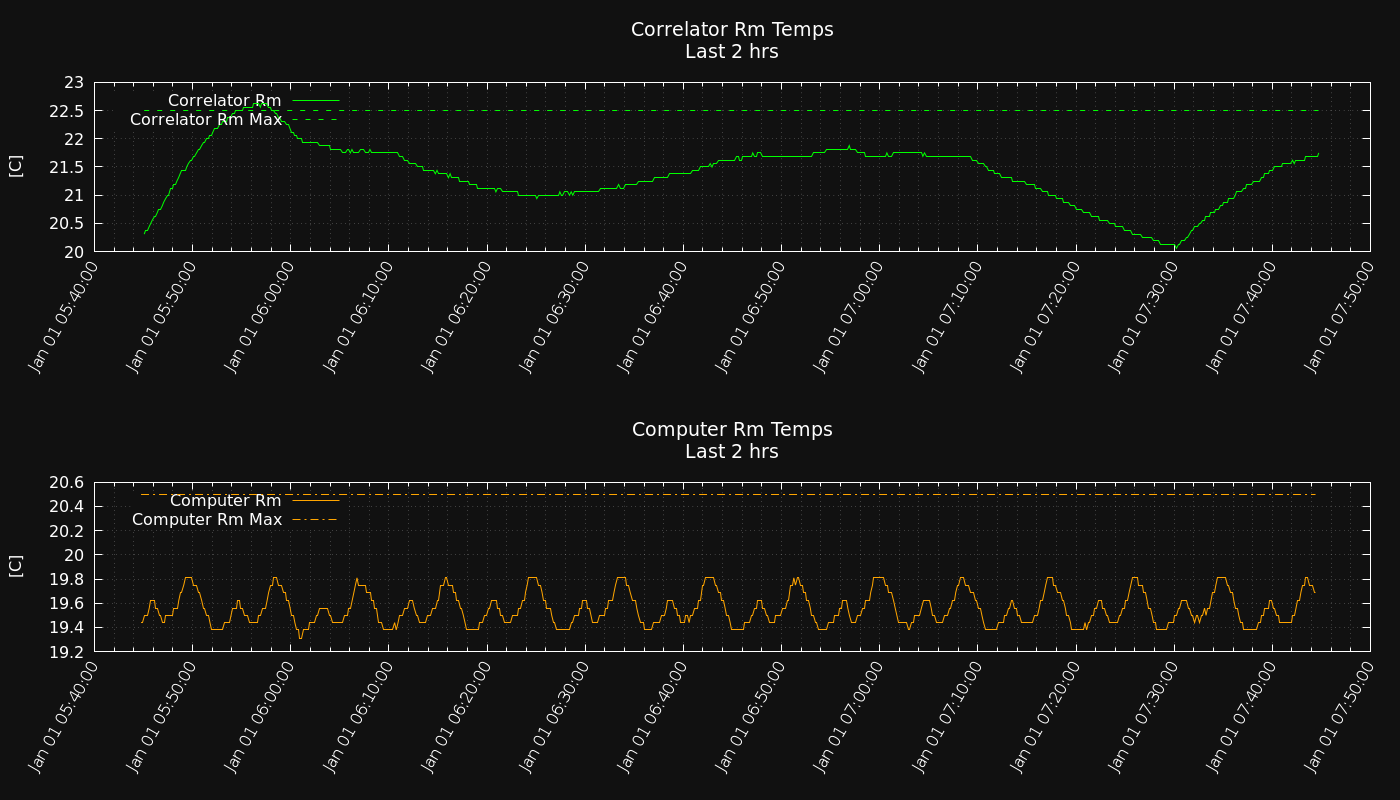 Correlator Rm Temps
Last 2 hrs
[C]
23
22.5
22
21.5
21
20.5
20
Correlator Rm
Correlator Rm Max
Jan 01 05:40:00
Jan 01 05:50:00
Jan 01 06:00:00
Jan 01 06:10:00
Jan 01 06:20:00
Jan 01 06:30:00
Jan 01 06:40:00
Jan 01 06:50:00
Jan 01 07:00:00
Jan 01 07:10:00
Jan 01 07:20:00
Jan 01 07:30:00
Jan 01 07:40:00
Jan 01 07:50:00
Computer Rm Temps
Last 2 hrs
[C]
20.6
20.4
20.2
20
19.8
19.6
19.4
19.2
Computer Rm
Computer Rm Max
Jan 01 05:40:00
Jan 01 05:50:00
Jan 01 06:00:00
Jan 01 06:10:00
Jan 01 06:20:00
Jan 01 06:30:00
Jan 01 06:40:00
Jan 01 06:50:00
Jan 01 07:00:00
Jan 01 07:10:00
Jan 01 07:20:00
Jan 01 07:30:00
Jan 01 07:40:00
Jan 01 07:50:00